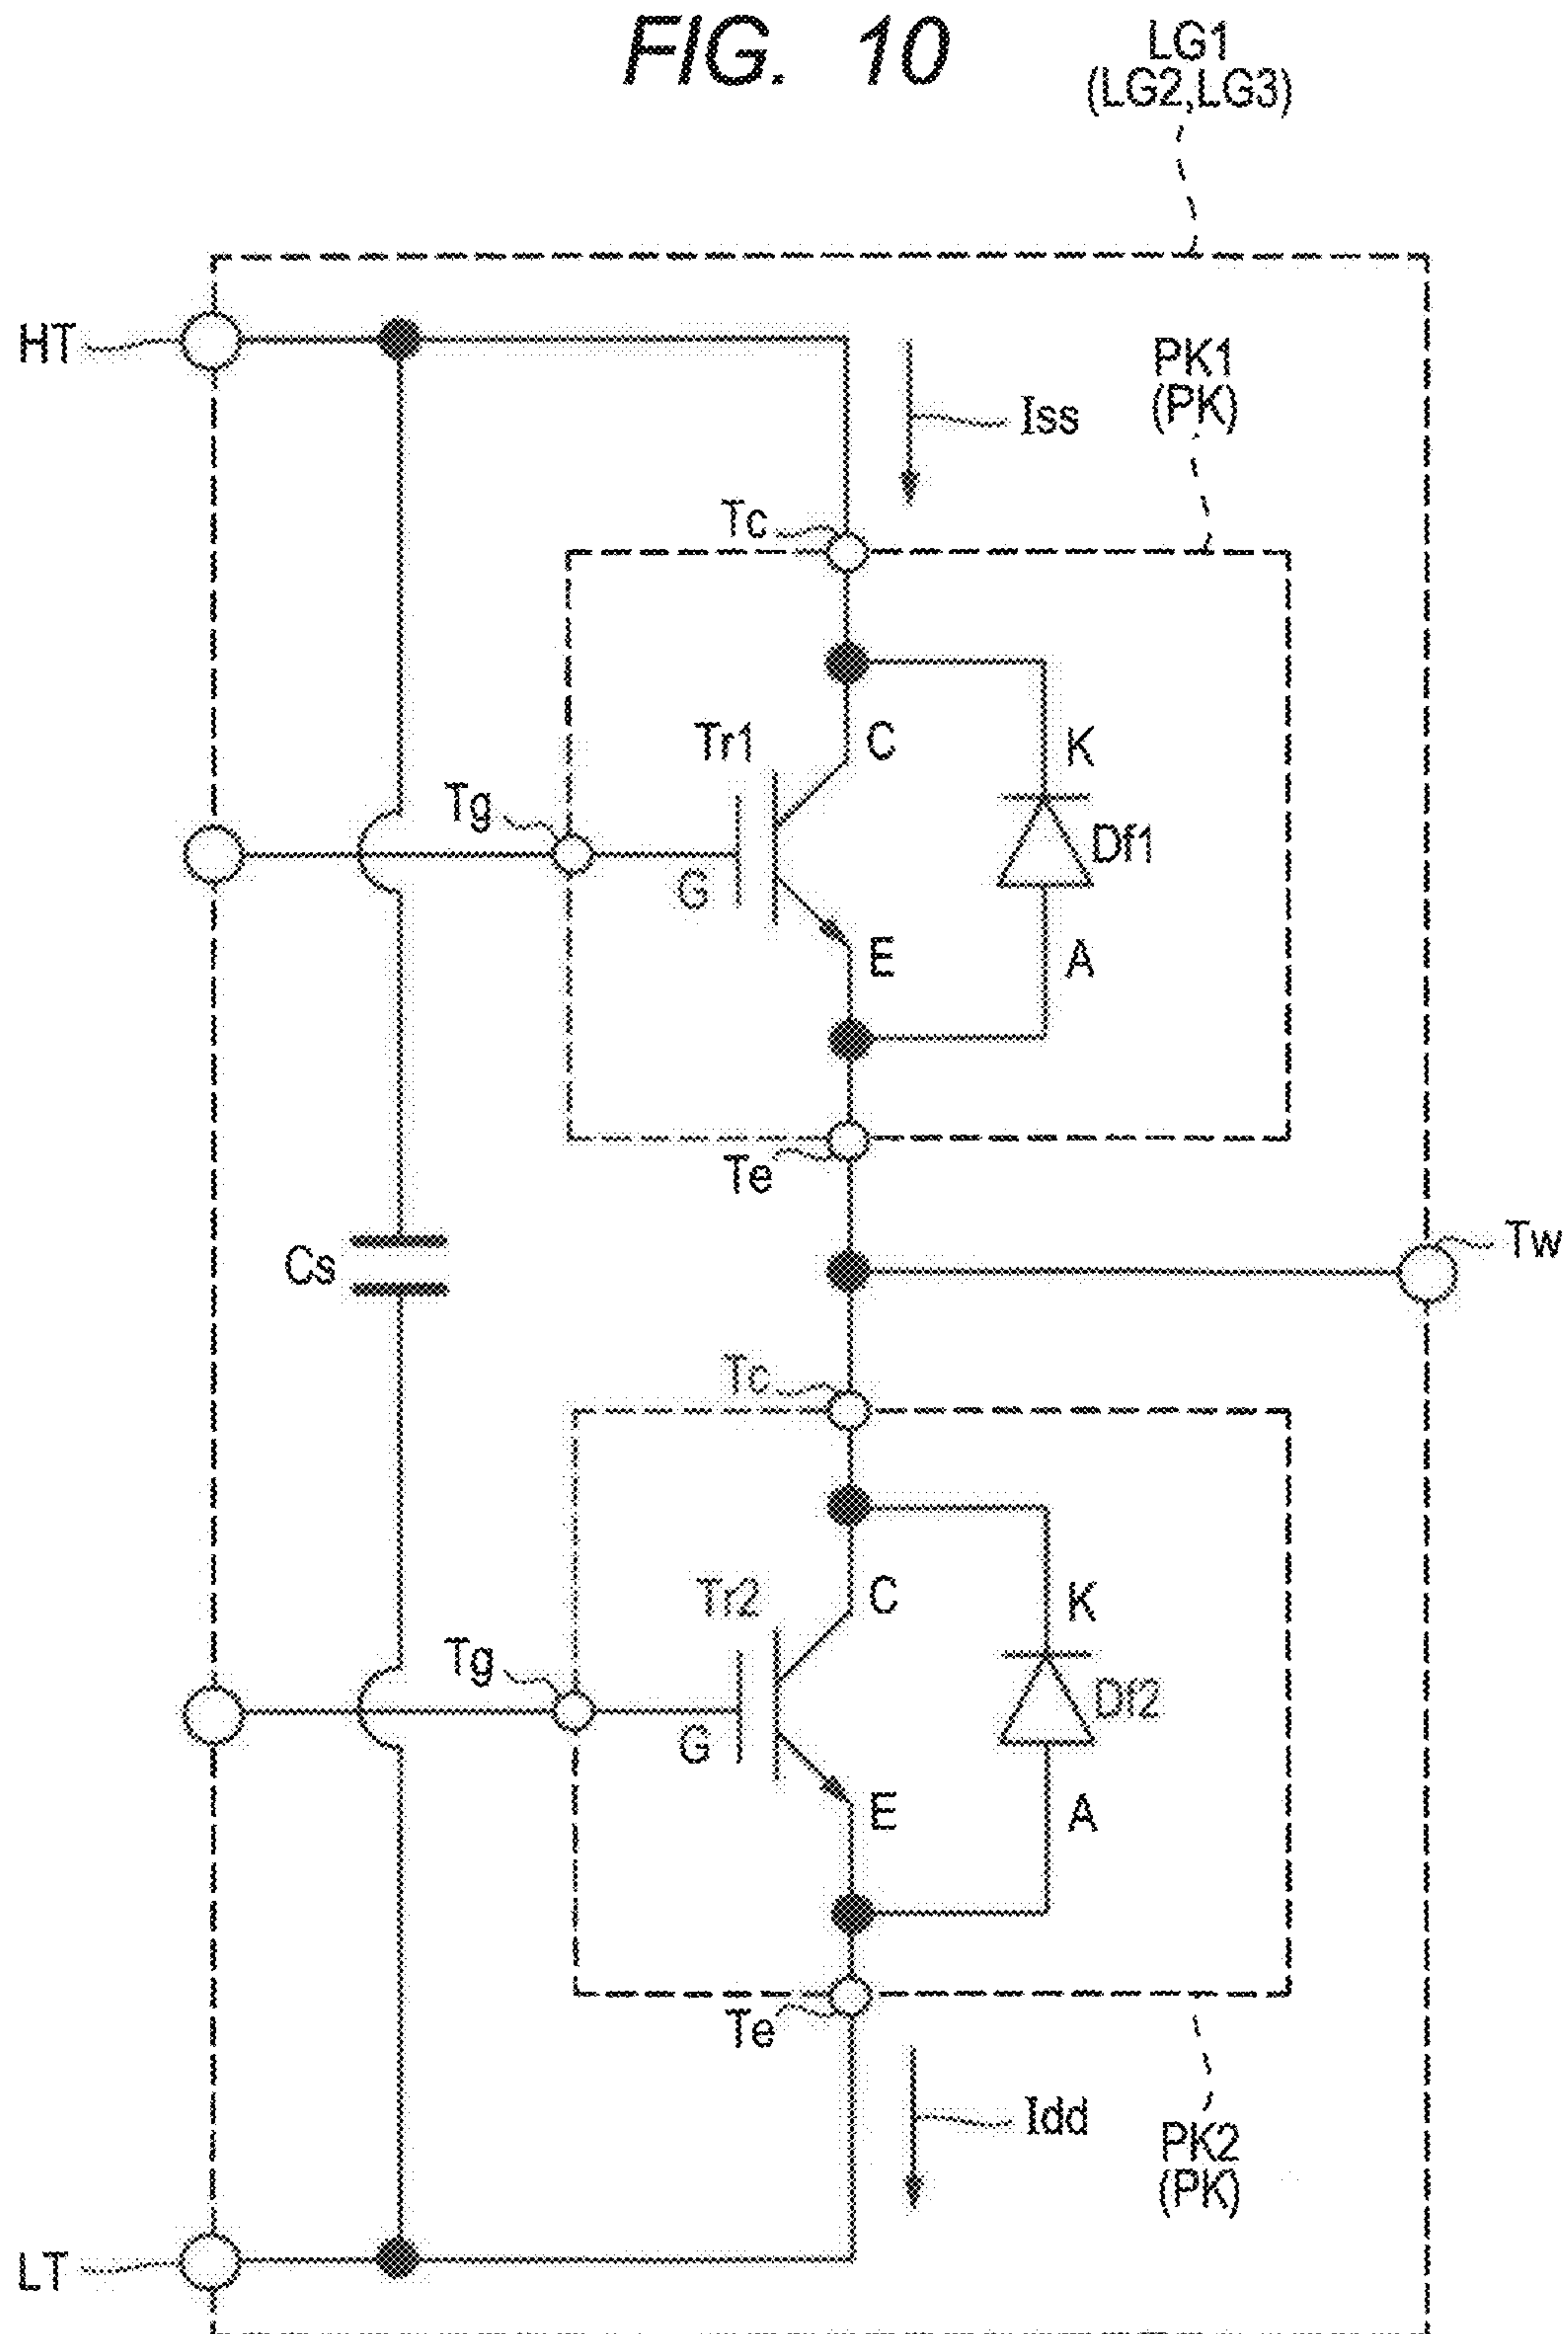 FIG. 10
LG1
(LG2,LG3)
HT
PK1
(PK)
Iss
Tc
Tr1
C
K
Tg
G
Df1
E
A
Te
Cs
Tw
Tc
Tr2
C
K
Tg
G
Df2
E
A
Te
Idd
PK2
(PK)
LT